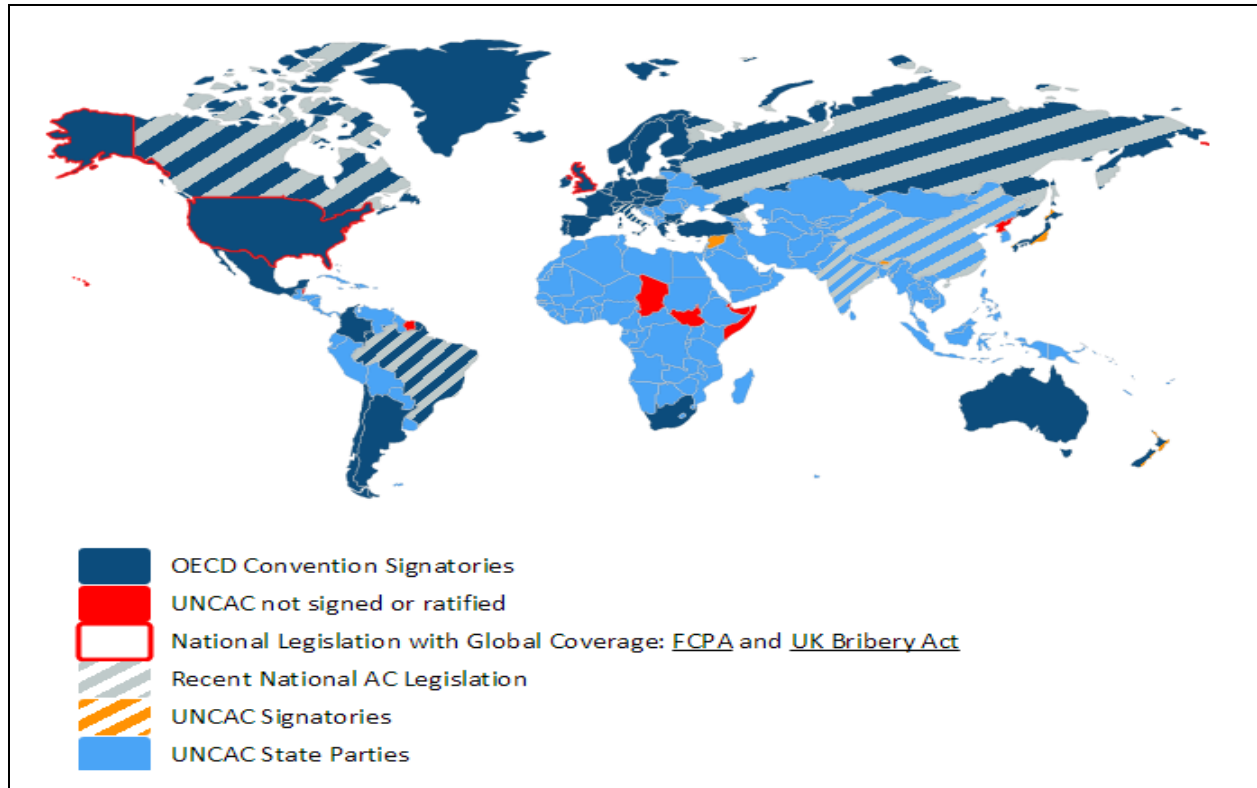 OECD Convention Signatories
UNCAC not signed or ratified
National Legislation with Global Coverage: FCPA and UK Bribery Act
Recent National AC Legislation
UNCAC Signatories
UNCAC State Parties